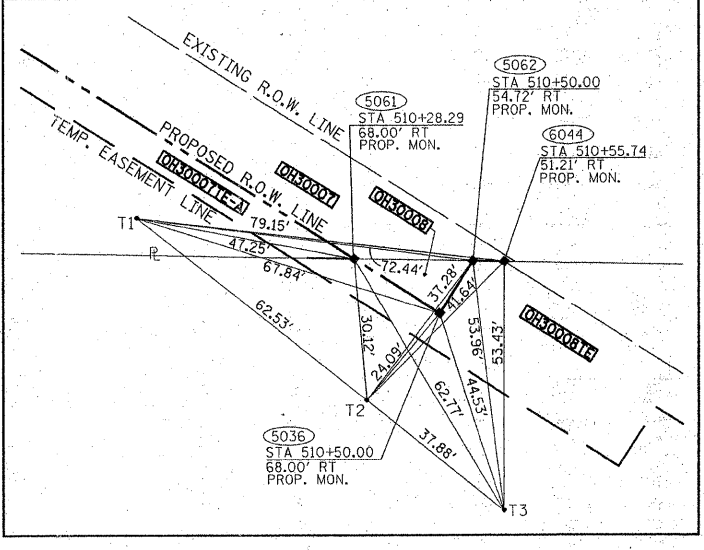 EXISTING R.O.W. LINE
5062
STA 510+50.00
54.72' RT
PROP. MON.
5061
STA 510+28.29
68.00' RT
PROP. MON.
6044
STA 510+55.74
51.21' RT
PROP. MON.
PROPOSED R.O.W. LINE
TEMP. EASEMENT LINE
OH30007TE-A
OH30007
OH30008
T1
79.15'
47.25'
72.44'
67.84'
PL
62.53'
37.28'
41.64'
OH30008TE
30.12'
24.09'
53.96'
53.43'
62.77'
44.53'
T2
37.88'
5036
STA 510+50.00
68.00' RT
PROP. MON.
T3